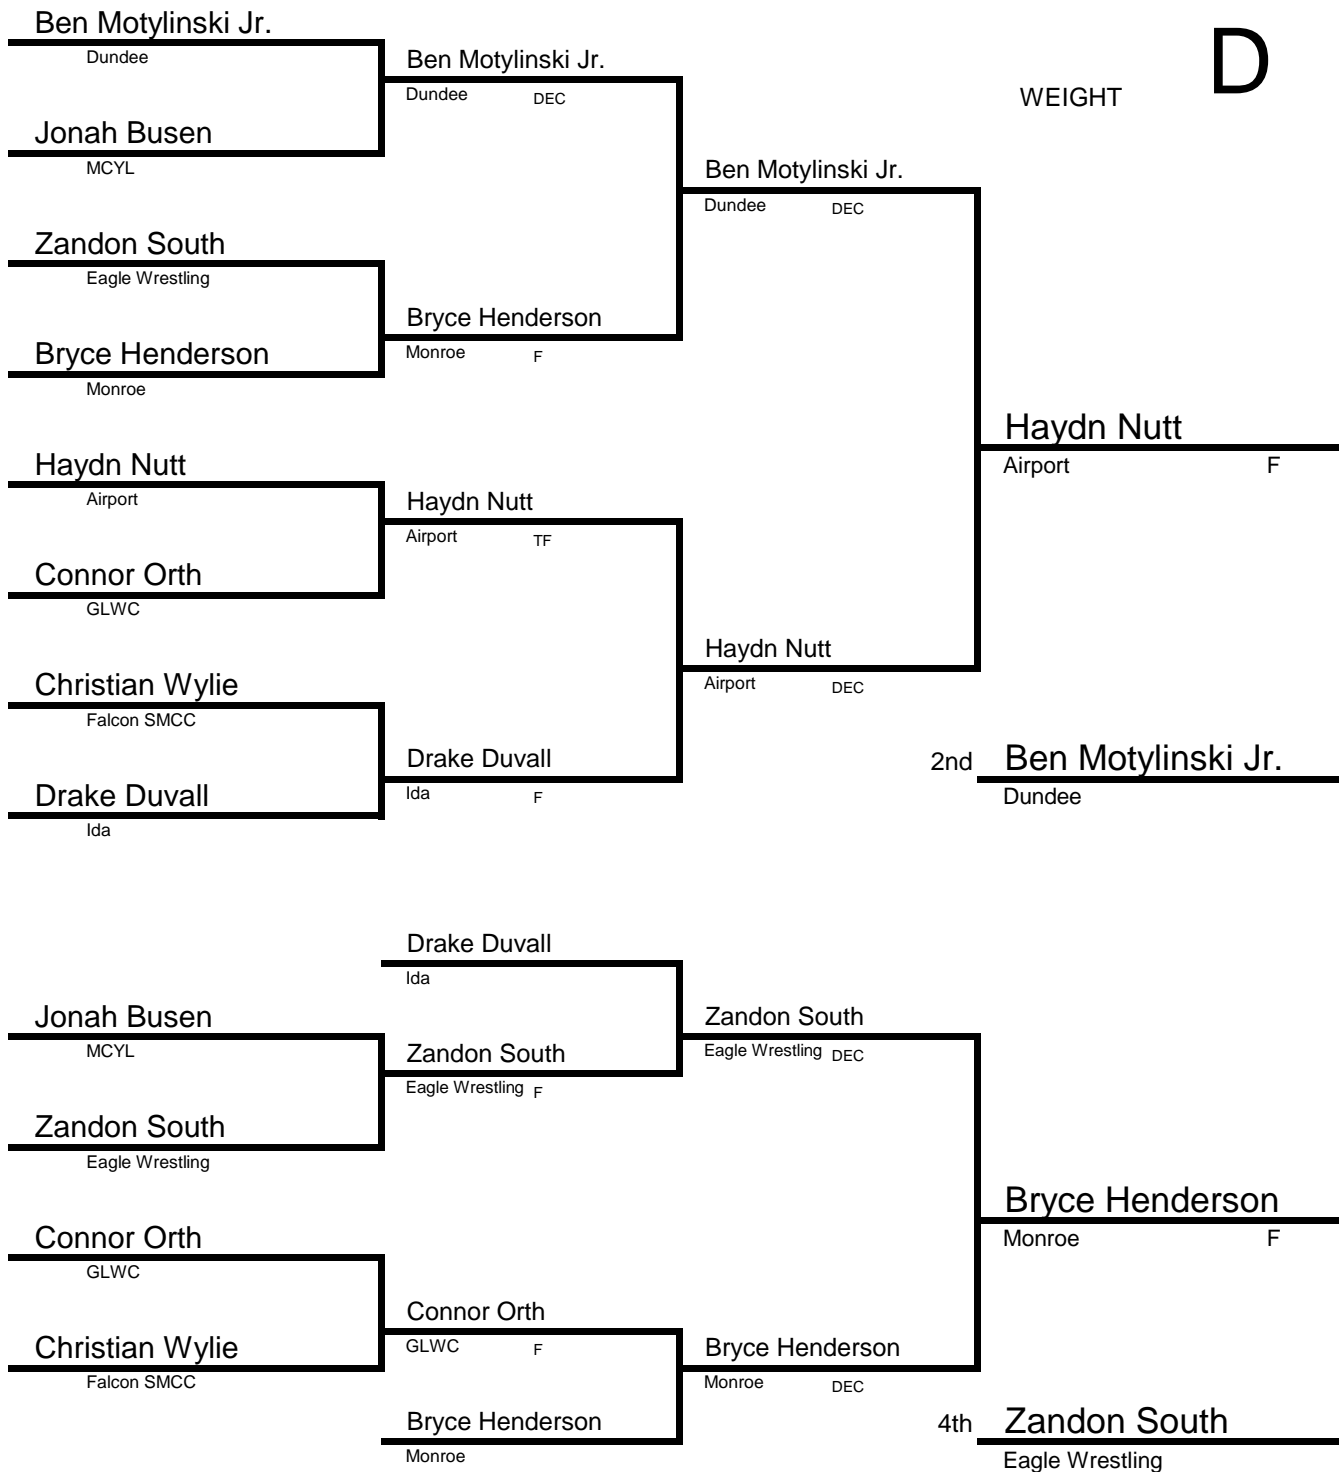 Ben Motylinski Jr.
Dundee
Ben Motylinski Jr.
Dundee DEC
D
WEIGHT
Jonah Busen
MCYL
Ben Motylinski Jr.
Dundee DEC
Zandon South
Eagle Wrestling
Bryce Henderson
Monroe F
Bryce Henderson
Monroe
Haydn Nutt
Airport F
Haydn Nutt
Airport
Haydn Nutt
Airport TF
Connor Orth
GLWC
Haydn Nutt
Airport DEC
Christian Wylie
Falcon SMCC
Drake Duvall
Ida F
2nd Ben Motylinski Jr.
Dundee
Drake Duvall
Ida
Drake Duvall
Ida
Jonah Busen
MCYL
Zandon South
Eagle Wrestling DEC
Zandon South
Eagle Wrestling F
Zandon South
Eagle Wrestling
Bryce Henderson
Monroe F
Connor Orth
GLWC
Connor Orth
GLWC F
Christian Wylie
Falcon SMCC
Bryce Henderson
Monroe DEC
Bryce Henderson
Monroe
4th Zandon South
Eagle Wrestling